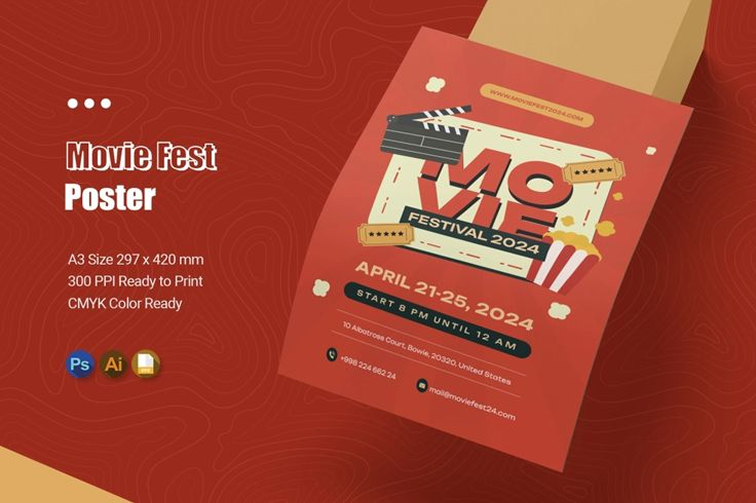 Movie Fest
Poster
A3 Size 297 x 420 mm
300 PPI Ready to Print
CMYK Color Ready
Ps
Ai
WWW.MOVIEFEST2024.COM
MO
VIE
FESTIVAL 2024
APRIL 21-25, 2024
START 8 PM UNTIL 12 AM
10 Albatross Court, Bowie, 20320, United States
+998 224 662 24
mail@moviefest24.com